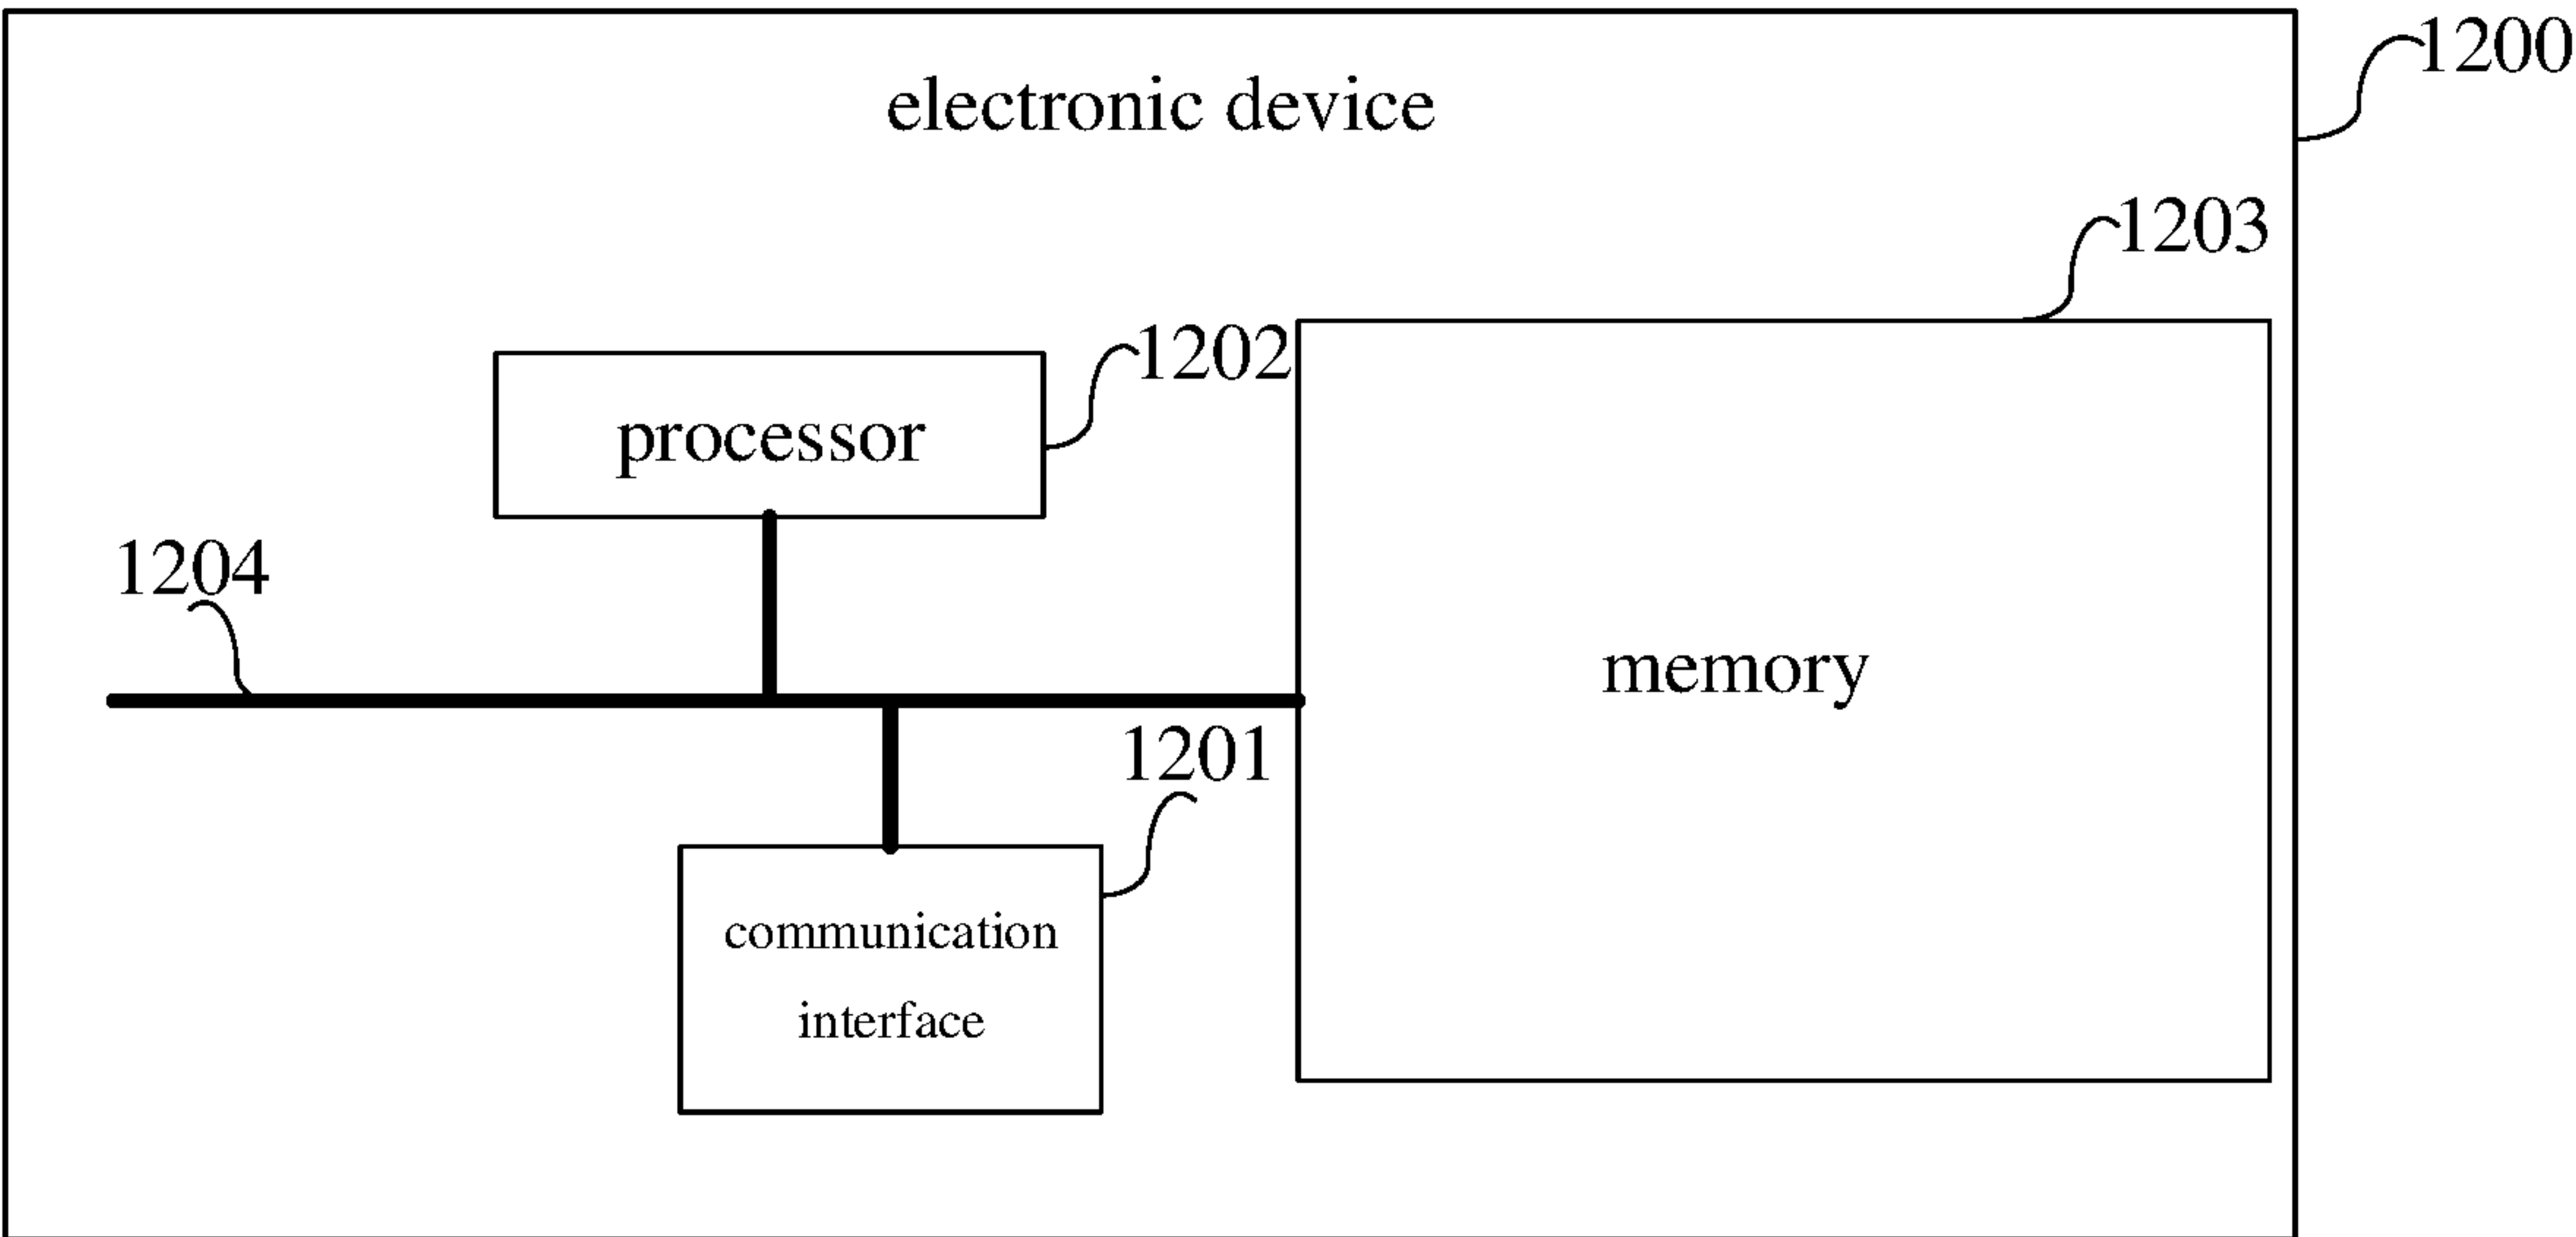 1200
electronic device
1203
1202
processor
1204
memory
1201
communication
interface